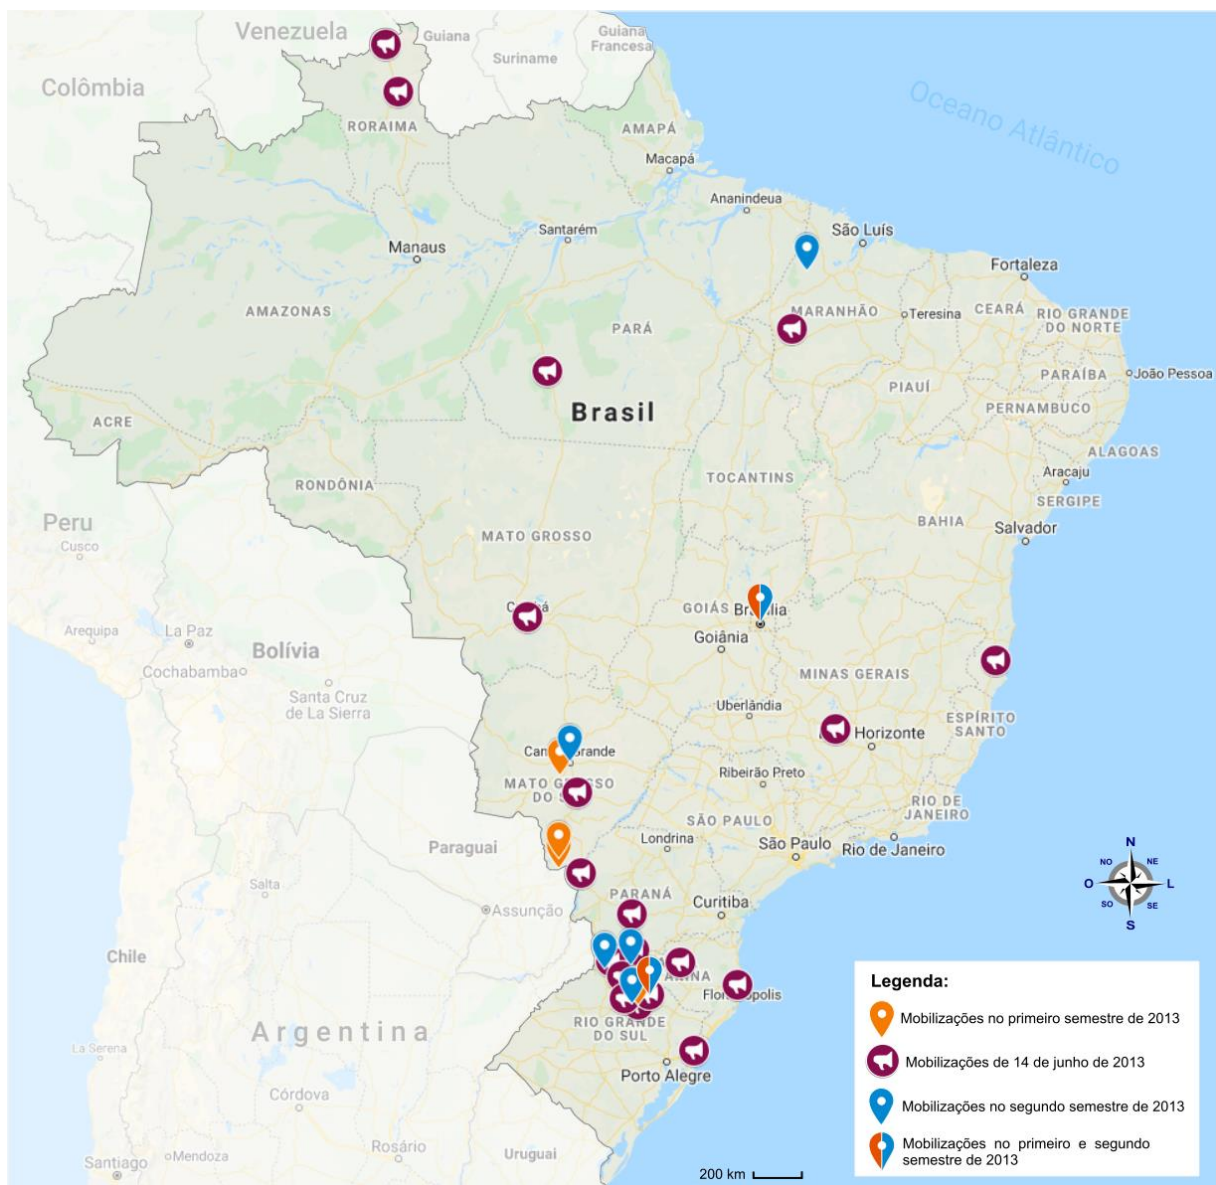 Venezuela
Guiana
Guiana
Francesa
Suriname
Colômbia
Oceano Atlântico
RORAIMA
AMAPÁ
Macapá
Ananindeua
São Luís
Santarém
Manaus
Fortaleza
AMAZONAS
MARANHÃO
Teresina
CEARÁ
RIO GRANDE
DO NORTE
PARÁ
PARAÍBA
João Pessoa
PIAUÍ
Brasil
PERNAMBUCO
ACRE
ALAGOAS
Aracaju
TOCANTINS
RONDÔNIA
SERGIPE
BAHIA
Peru
Cusco
MATO GROSSO
Salvador
GOIÁS
Goiânia
Arequipa
La Paz
Bolívia
Cochabamba
MINAS GERAIS
Santa Cruz
de La Sierra
Uberlândia
ESPÍRITO
SANTO
Horizonte
Grande
MATO GROSSO
Ribeirão Preto
RIO DE
JANEIRO
SÃO PAULO
Londrina
São Paulo
Rio de Janeiro
Paraguai
N
NO
NE
O
L
SO
SE
S
Salta
PARANÁ
Curitiba
Assunção
Chile
Legenda:
Mobilizações no primeiro semestre de 2013
Mobilizações de 14 de junho de 2013
Mobilizações no segundo semestre de 2013
Mobilizações no primeiro e segundo
semestre de 2013
RIO GRANDE
DO SUL
Argentina
La Serena
Porto Alegre
Córdova
Rosário
Uruguai
Mendoza
Santiago
200 km